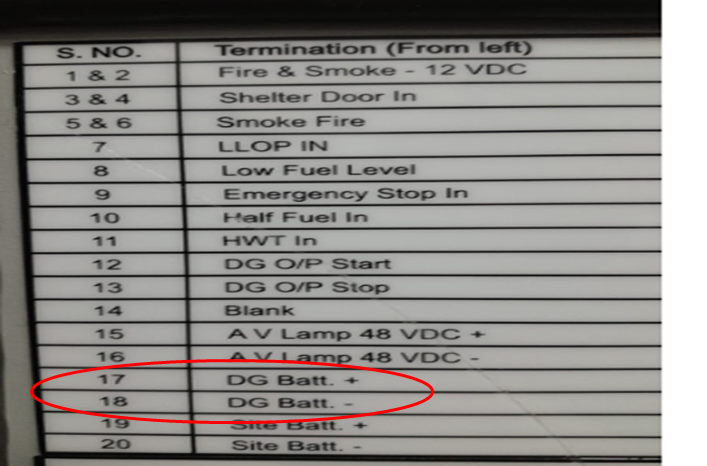 S. NO. Termination (From left)
1 & 2 Fire & Smoke - 12 VDC
3 & 4 Shelter Door In
5 & 6 Smoke Fire
7 LLOP IN
8 Low Fuel Level
9 Emergency Stop In
10 Half Fuel In
11 HWT In
12 DG O/P Start
13 DG O/P Stop
14 Blank
15 A V Lamp 48 VDC +
16 A V Lamp 48 VDC -
17 DG Batt. +
18 DG Batt. -
19 Site Batt. +
20 Site Batt. -